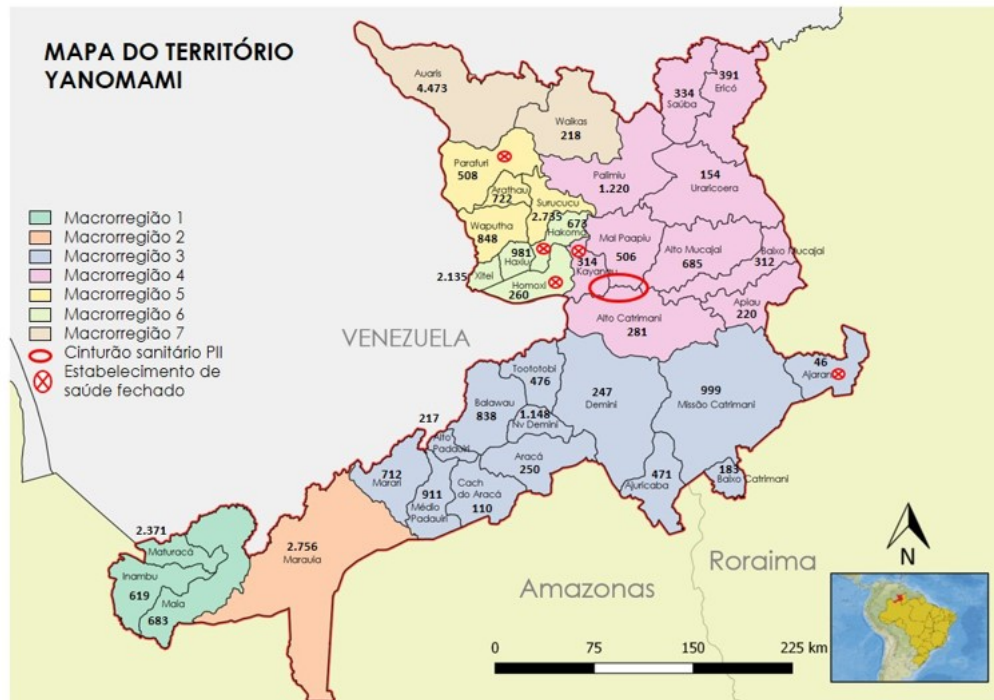 MAPA DO TERRITÓRIO
YANOMAMI
Auaris
4.473
Waikas
218
334
Saúba
391
Ericó
Parafuri
508
Arathau
722
Surucucu
2.735
Palimiu
1.220
154
Uraricoera
Waputha
848
673
Hakoma
981
Haxiu
2.135
Xitei
Homoxi
260
314
Kayanau
Mal Paapiu
506
Alto Mucajaí
685
Baixo Mucajaí
312
Alto Catrimani
281
Apiau
220
Macrorregião 1
Macrorregião 2
Macrorregião 3
Macrorregião 4
Macrorregião 5
Macrorregião 6
Macrorregião 7
Cinturão sanitário PII
Estabelecimento de
saúde fechado
VENEZUELA
Toototobi
476
247
Demini
999
Missão Catrimani
46
Ajarani
Balawau
838
1.148
Nv Demini
217
Alto
Padauiri
712
Marari
911
Médio
Padauiri
Cach
do Aracá
110
Aracá
250
471
Ajuricaba
183
Baixo Catrimani
2.371
Maturacá
Inambu
619
Maia
683
2.756
Marauia
Amazonas
Roraima
N
0 75 150 225 km